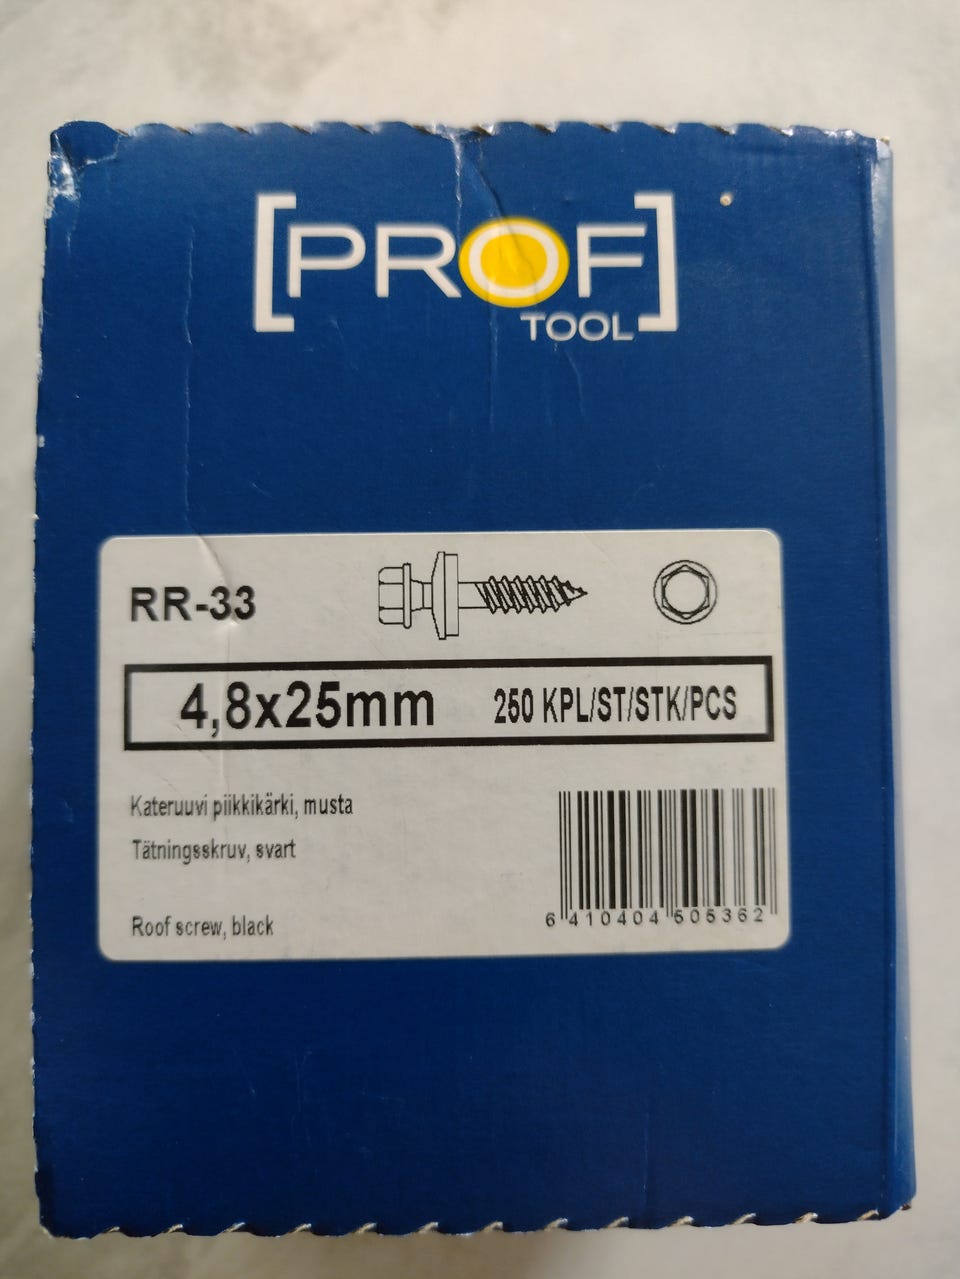 [PROF]
TOOL
RR-33
4,8x25mm 250 KPL/ST/STK/PCS
Kateruuvi piikkikärki, musta
Tätningsskruv, svart
Roof screw, black
6 410404 505362